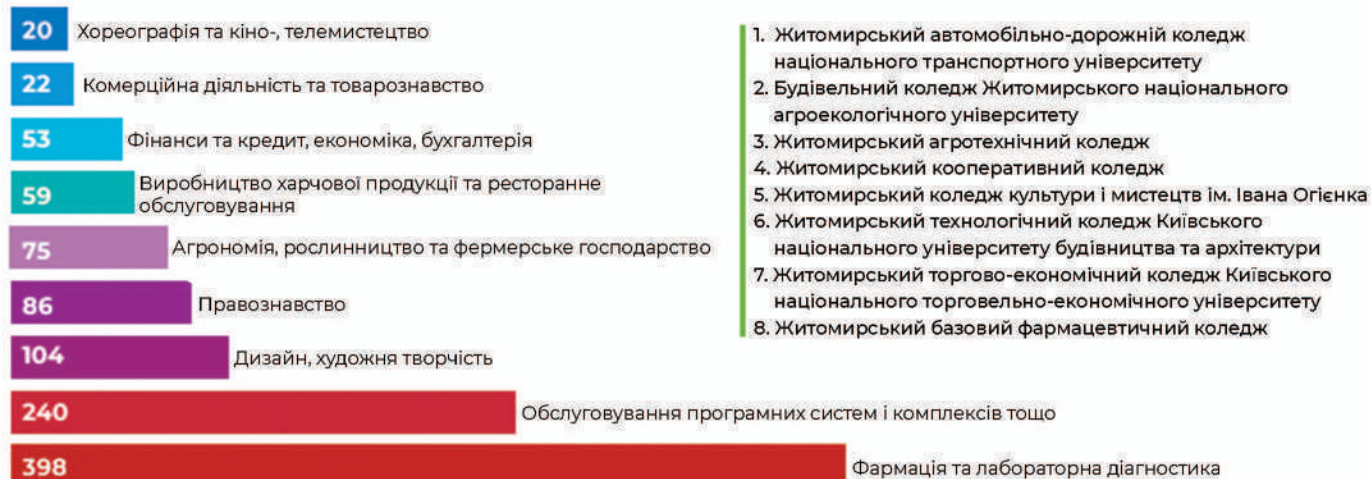 20 Хореографія та кіно-, телемистецтво
22 Комерційна діяльність та товарознавство
53 Фінанси та кредит, економіка, бухгалтерія
59 Виробництво харчової продукції та ресторанне
обслуговування
75 Агрономія, рослинництво та фермерське господарство
86 Правознавство
104 Дизайн, художня творчість
240 Обслуговування програмних систем і комплексів тощо
398 Фармація та лабораторна діагностика
1. Житомирський автомобільно-дорожній коледж
національного транспортного університету
2. Будівельний коледж Житомирського національного
агроекологічного університету
3. Житомирський агротехнічний коледж
4. Житомирський кооперативний коледж
5. Житомирський коледж культури і мистецтв ім. Івана Огієнка
6. Житомирський технологічний коледж Київського
національного університету будівництва та архітектури
7. Житомирський торгово-економічний коледж Київського
національного торговельно-економічного університету
8. Житомирський базовий фармацевтичний коледж